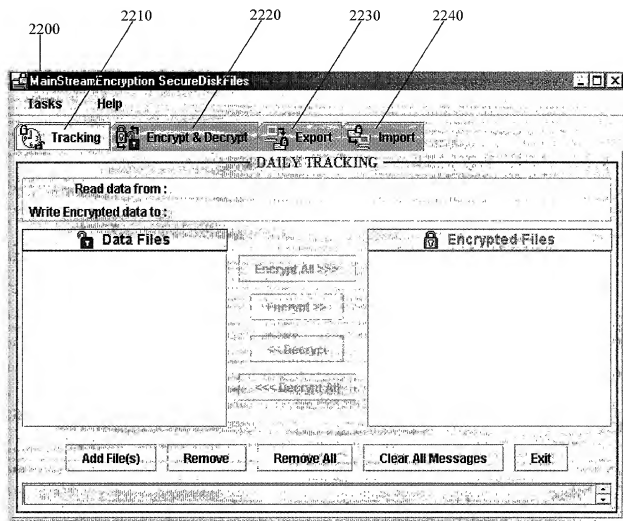 2210 2220 2230 2240
2200
MainStreamEncryption SecureDiskFiles
Tasks Help
Tracking Encrypt & Decrypt Export Import
DAILY TRACKING
Read data from :
Write Encrypted data to :
Data Files Encrypted Files
Encrypt All >>>
Encrypt >>
<< Decrypt
<<< Decrypt All
Add File(s) Remove Remove All Clear All Messages Exit